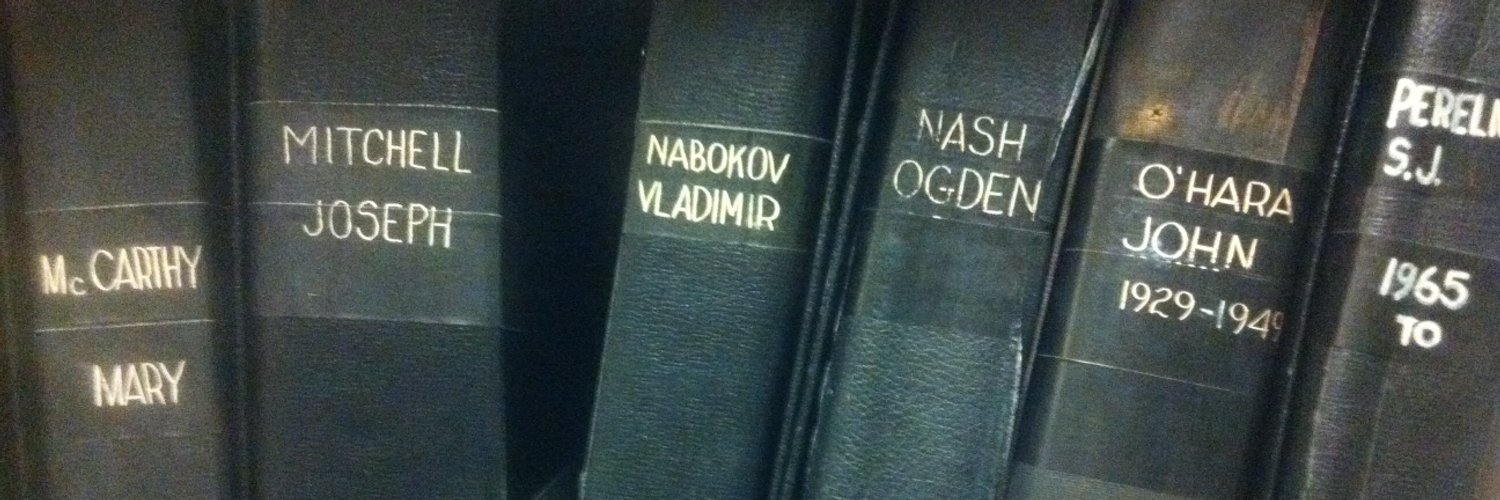 McCARTHY
MARY
MITCHELL
JOSEPH
NABOKOV
VLADIMIR
NASH
OGDEN
O'HARA
JOHN
1929-1949
S.J.
1965
TO